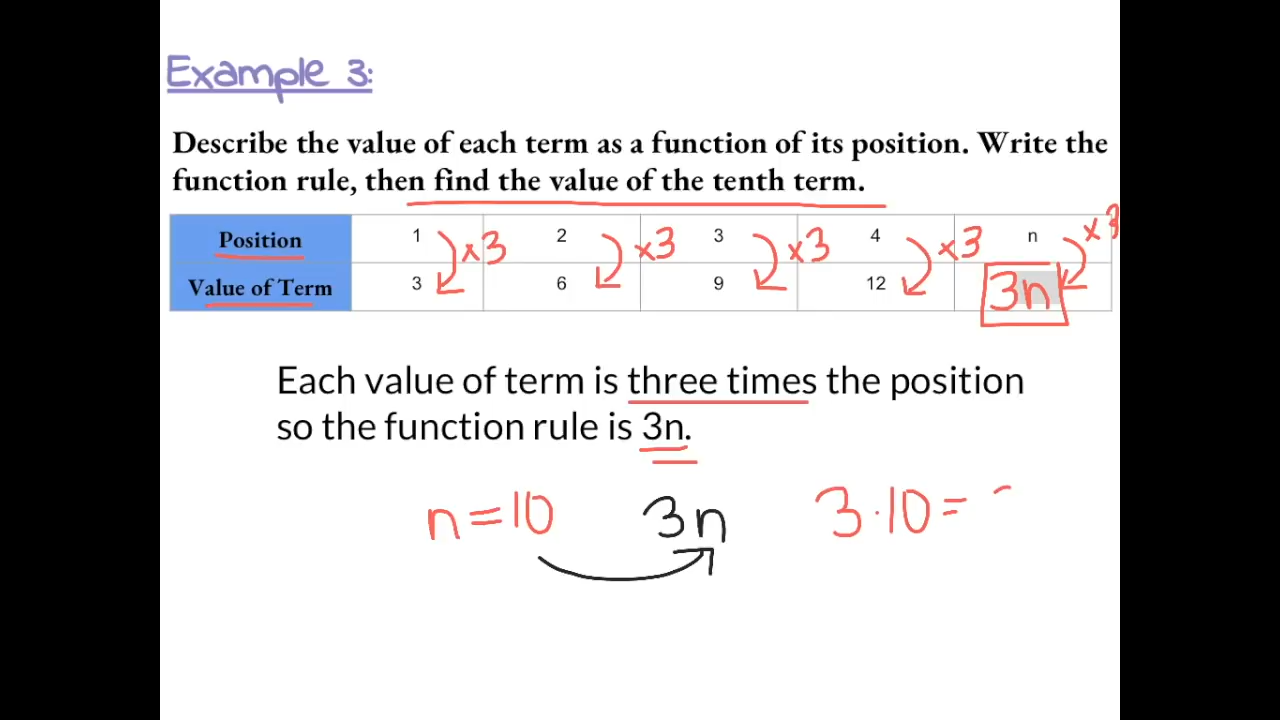 Example 3:
Describe the value of each term as a function of its position. Write the
function rule, then find the value of the tenth term.
Position 1 ×3 2 ×3 3 ×3 4 ×3 n ×3
Value of Term 3 6 9 12 3n
Each value of term is three times the position
so the function rule is 3n.
n = 10 3n 3 · 10 =